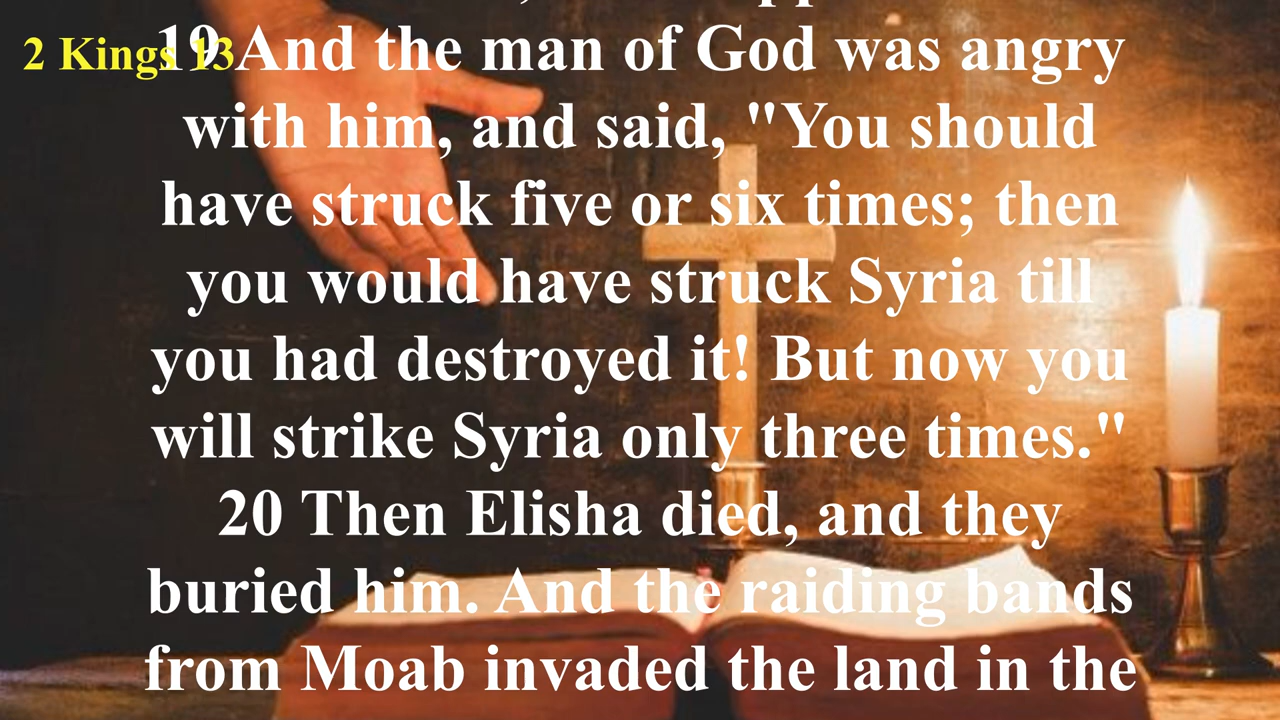 2 Kings 13
19 And the man of God was angry
with him, and said, "You should
have struck five or six times; then
you would have struck Syria till
you had destroyed it! But now you
will strike Syria only three times."
20 Then Elisha died, and they
buried him. And the raiding bands
from Moab invaded the land in the